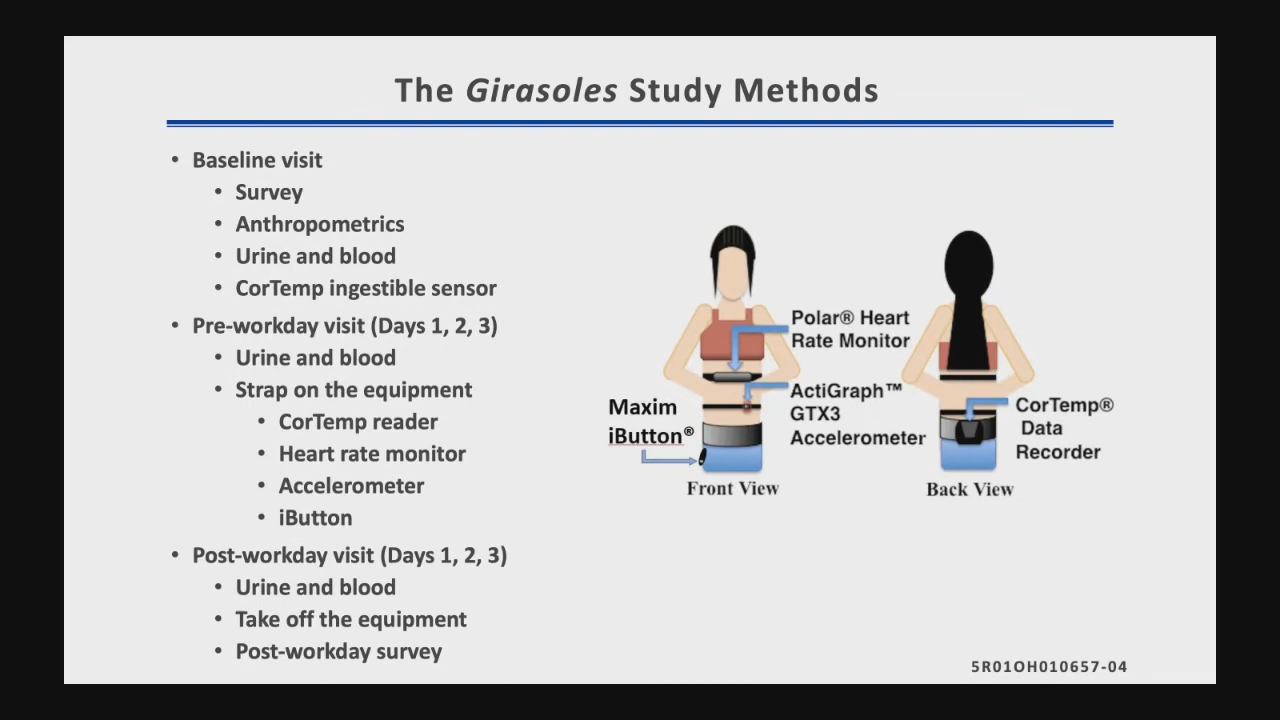 The Girasoles Study Methods
• Baseline visit
• Survey
• Anthropometrics
• Urine and blood
• CorTemp ingestible sensor
• Pre-workday visit (Days 1, 2, 3)
• Urine and blood
• Strap on the equipment
• CorTemp reader
• Heart rate monitor
• Accelerometer
• iButton
• Post-workday visit (Days 1, 2, 3)
• Urine and blood
• Take off the equipment
• Post-workday survey
Polar® Heart
Rate Monitor
ActiGraph™
GTX3
Accelerometer
Maxim
iButton®
Front View
CorTemp®
Data
Recorder
Back View
5R01OH010657-04